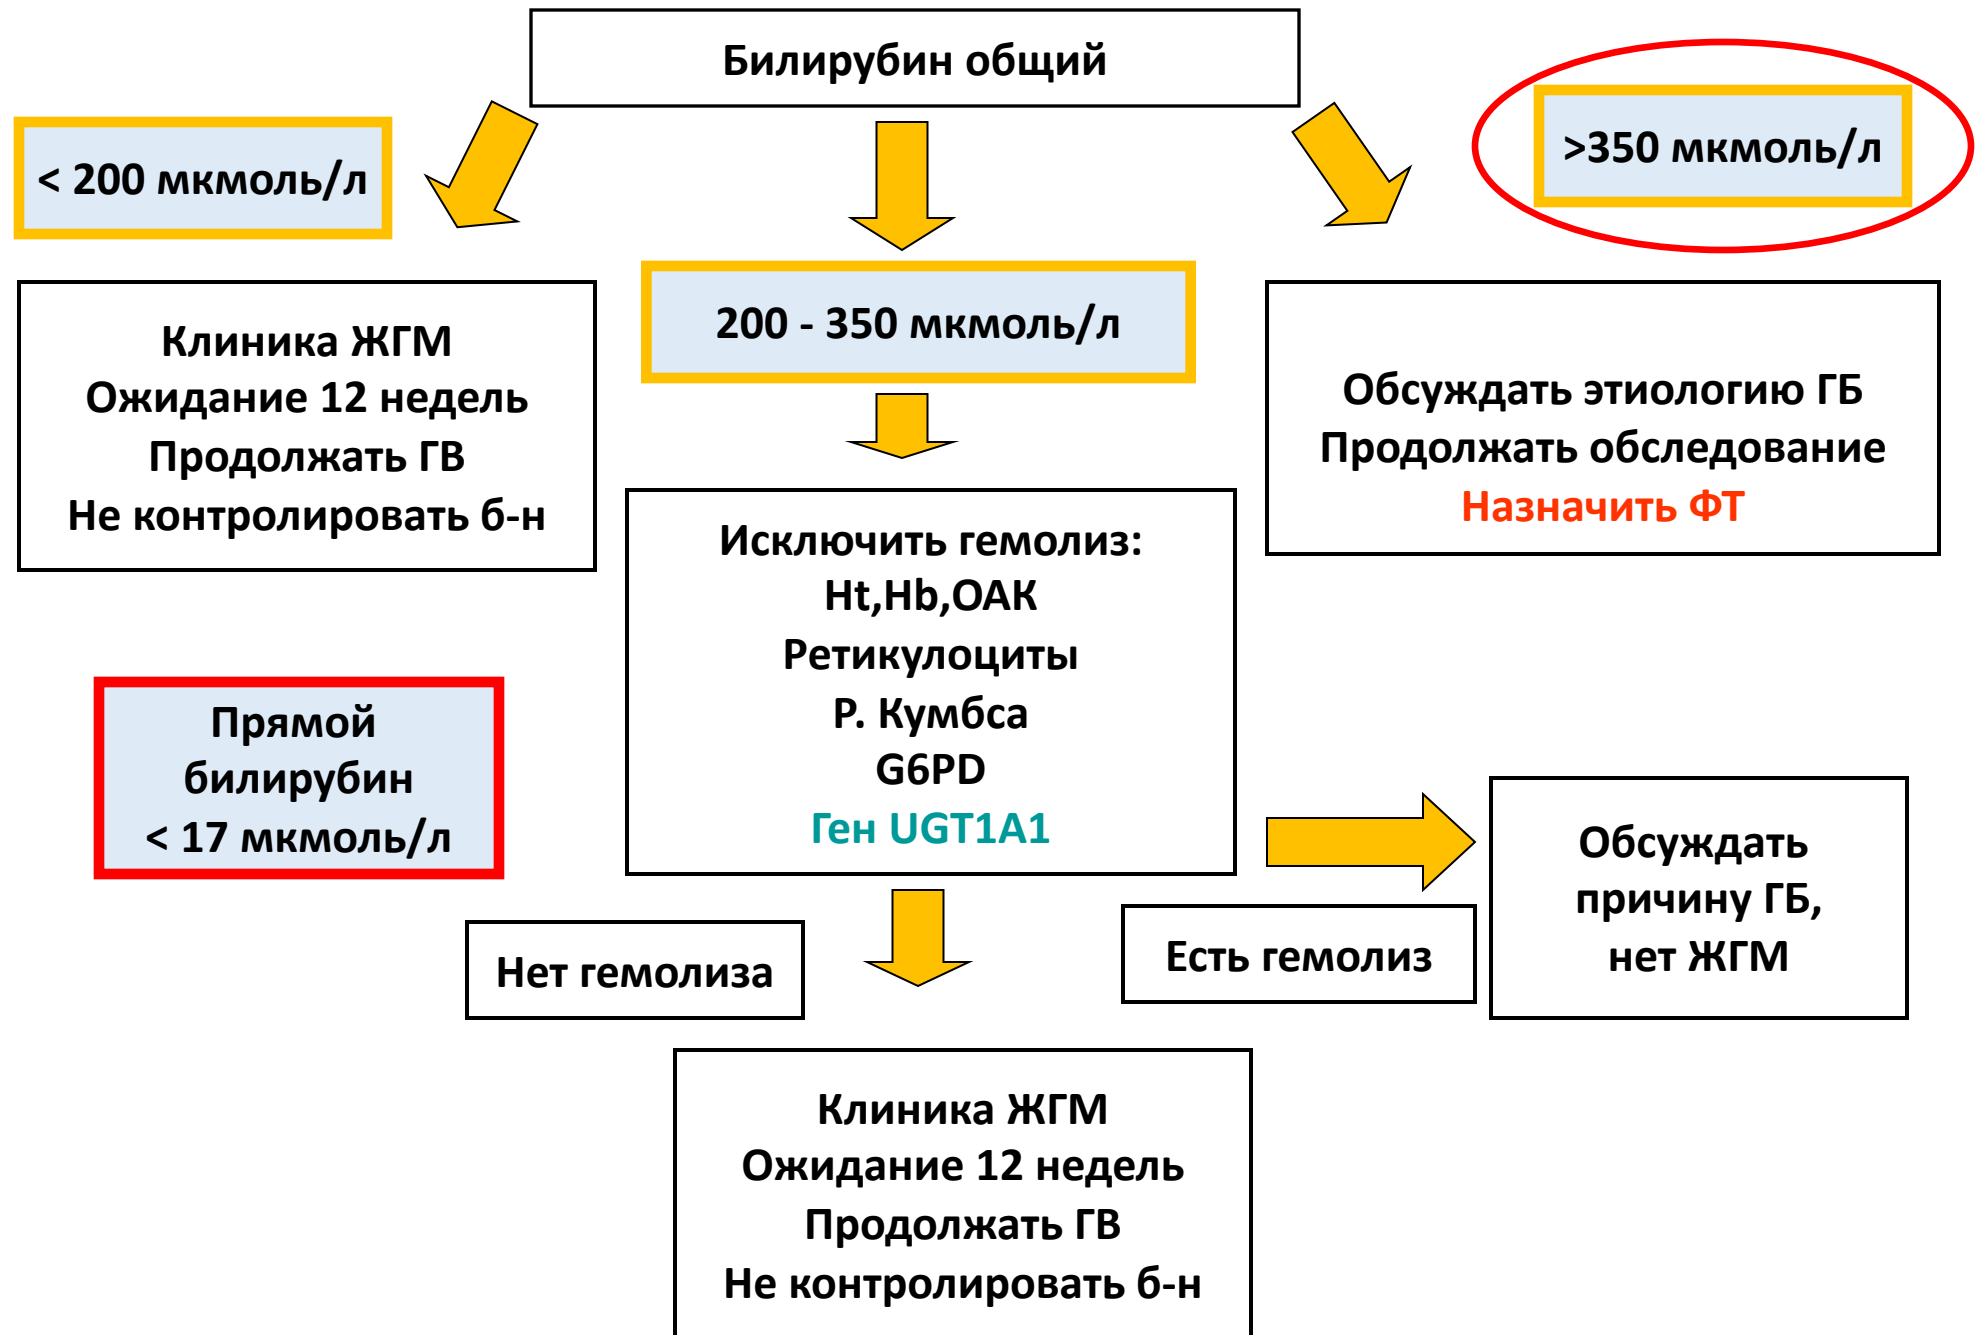 Билирубин общий
< 200 мкмоль/л
>350 мкмоль/л
200 - 350 мкмоль/л
Клиника ЖГМ
Ожидание 12 недель
Продолжать ГВ
Не контролировать б-н
Обсуждать этиологию ГБ
Продолжать обследование
Назначить ФТ
Исключить гемолиз:
Ht,Hb,ОАК
Ретикулоциты
Р. Кумбса
G6PD
Ген UGT1A1
Прямой
билирубин
< 17 мкмоль/л
Нет гемолиза
Есть гемолиз
Обсуждать
причину ГБ,
нет ЖГМ
Клиника ЖГМ
Ожидание 12 недель
Продолжать ГВ
Не контролировать б-н